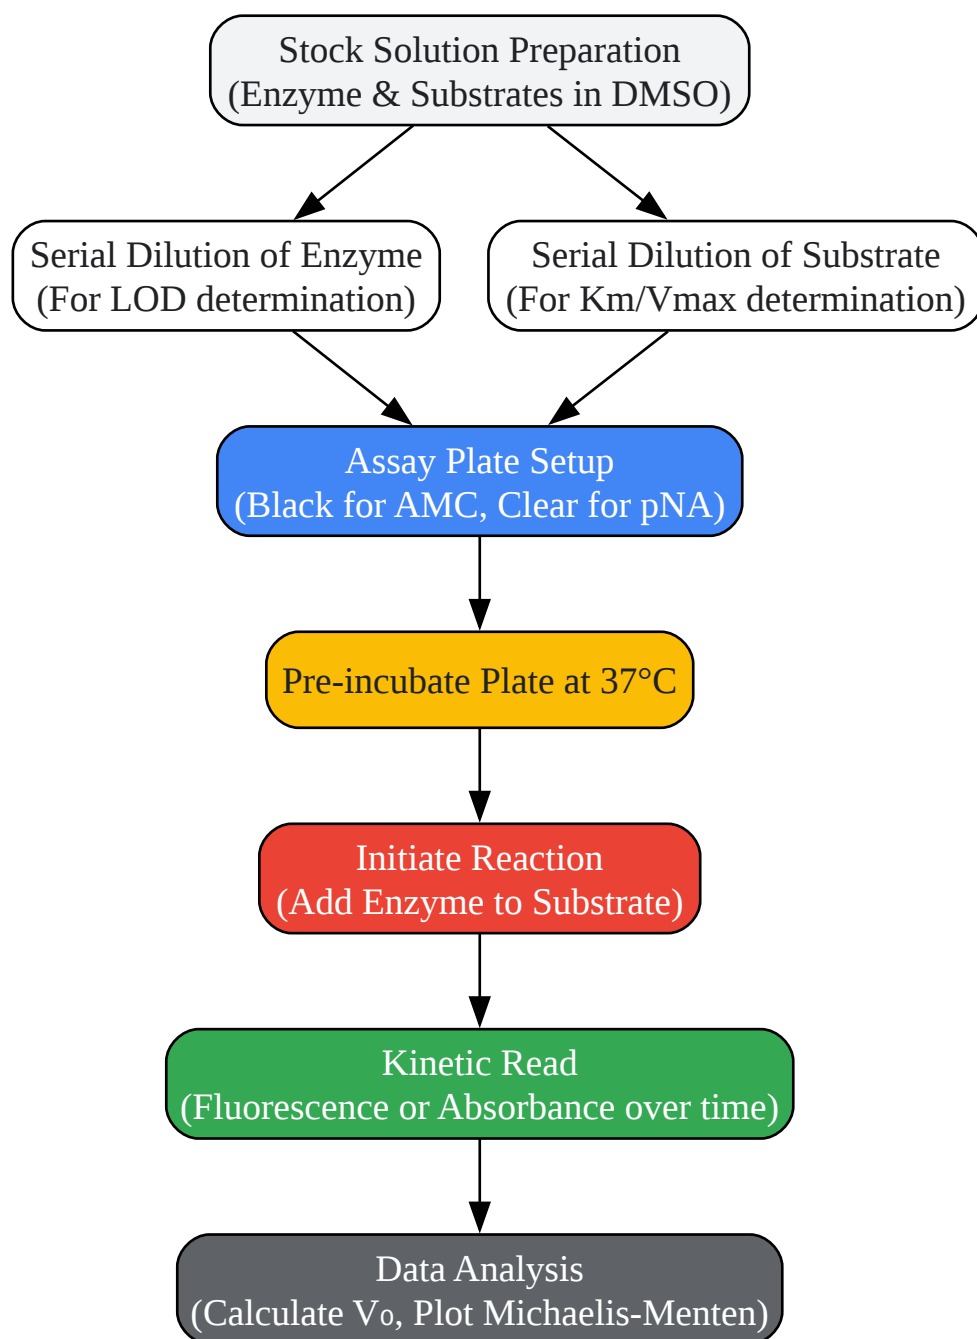 Stock Solution Preparation
(Enzyme & Substrates in DMSO)
Serial Dilution of Enzyme
(For LOD determination)
Serial Dilution of Substrate
(For Km/Vmax determination)
Assay Plate Setup
(Black for AMC, Clear for pNA)
Pre-incubate Plate at 37°C
Initiate Reaction
(Add Enzyme to Substrate)
Kinetic Read
(Fluorescence or Absorbance over time)
Data Analysis
(Calculate V₀, Plot Michaelis-Menten)